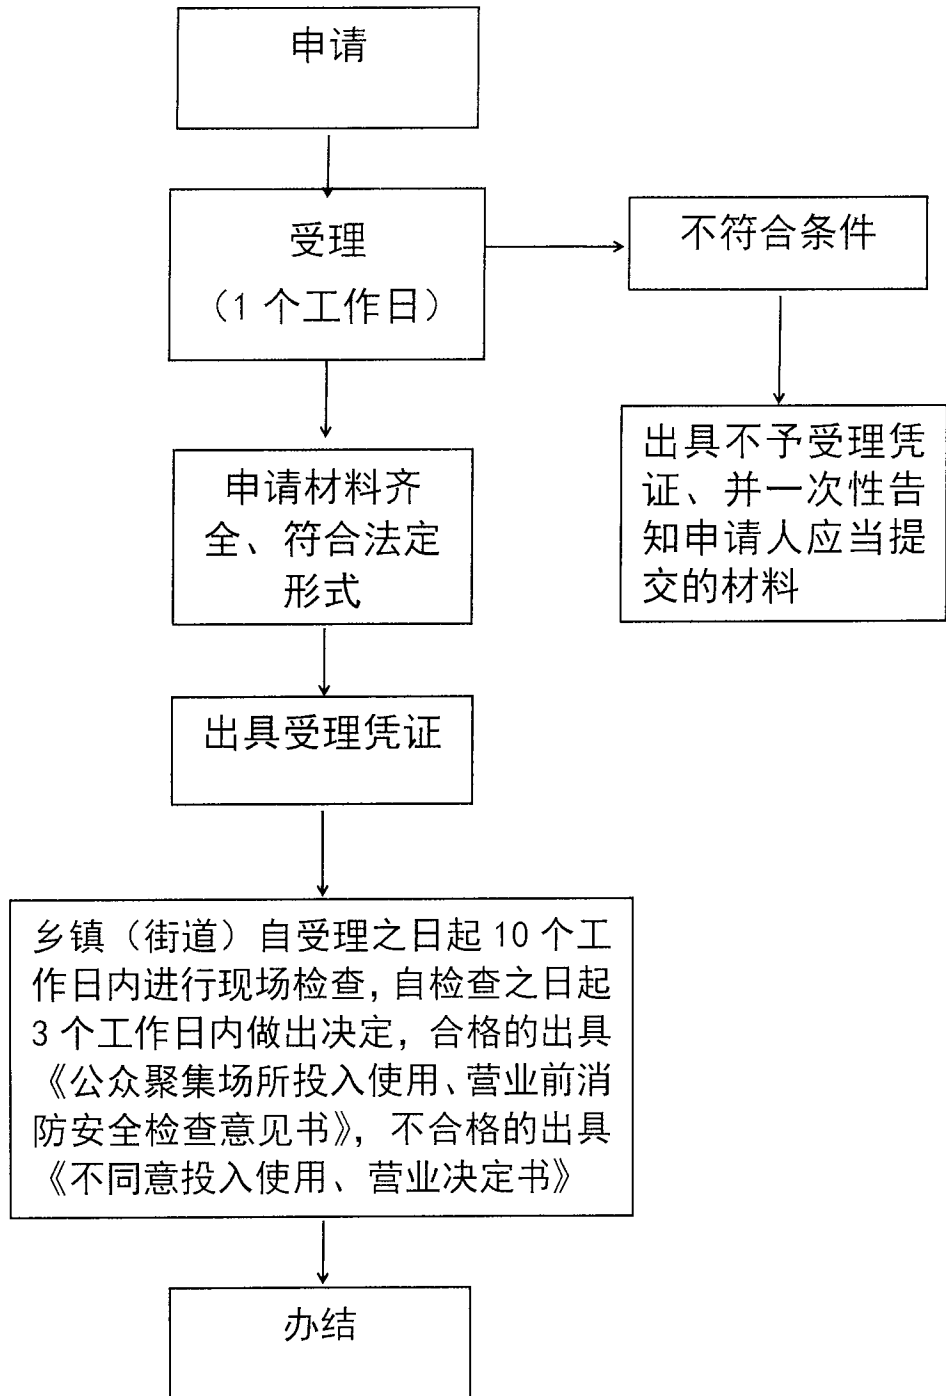 申请
受理
（1 个工作日）
不符合条件
申请材料齐
全、符合法定
形式
出具不予受理凭
证、并一次性告
知申请人应当提
交的材料
出具受理凭证
乡镇（街道）自受理之日起 10 个工
作日内进行现场检查，自检查之日起
3 个工作日内做出决定，合格的出具
《公众聚集场所投入使用、营业前消
防安全检查意见书》，不合格的出具
《不同意投入使用、营业决定书》
办结